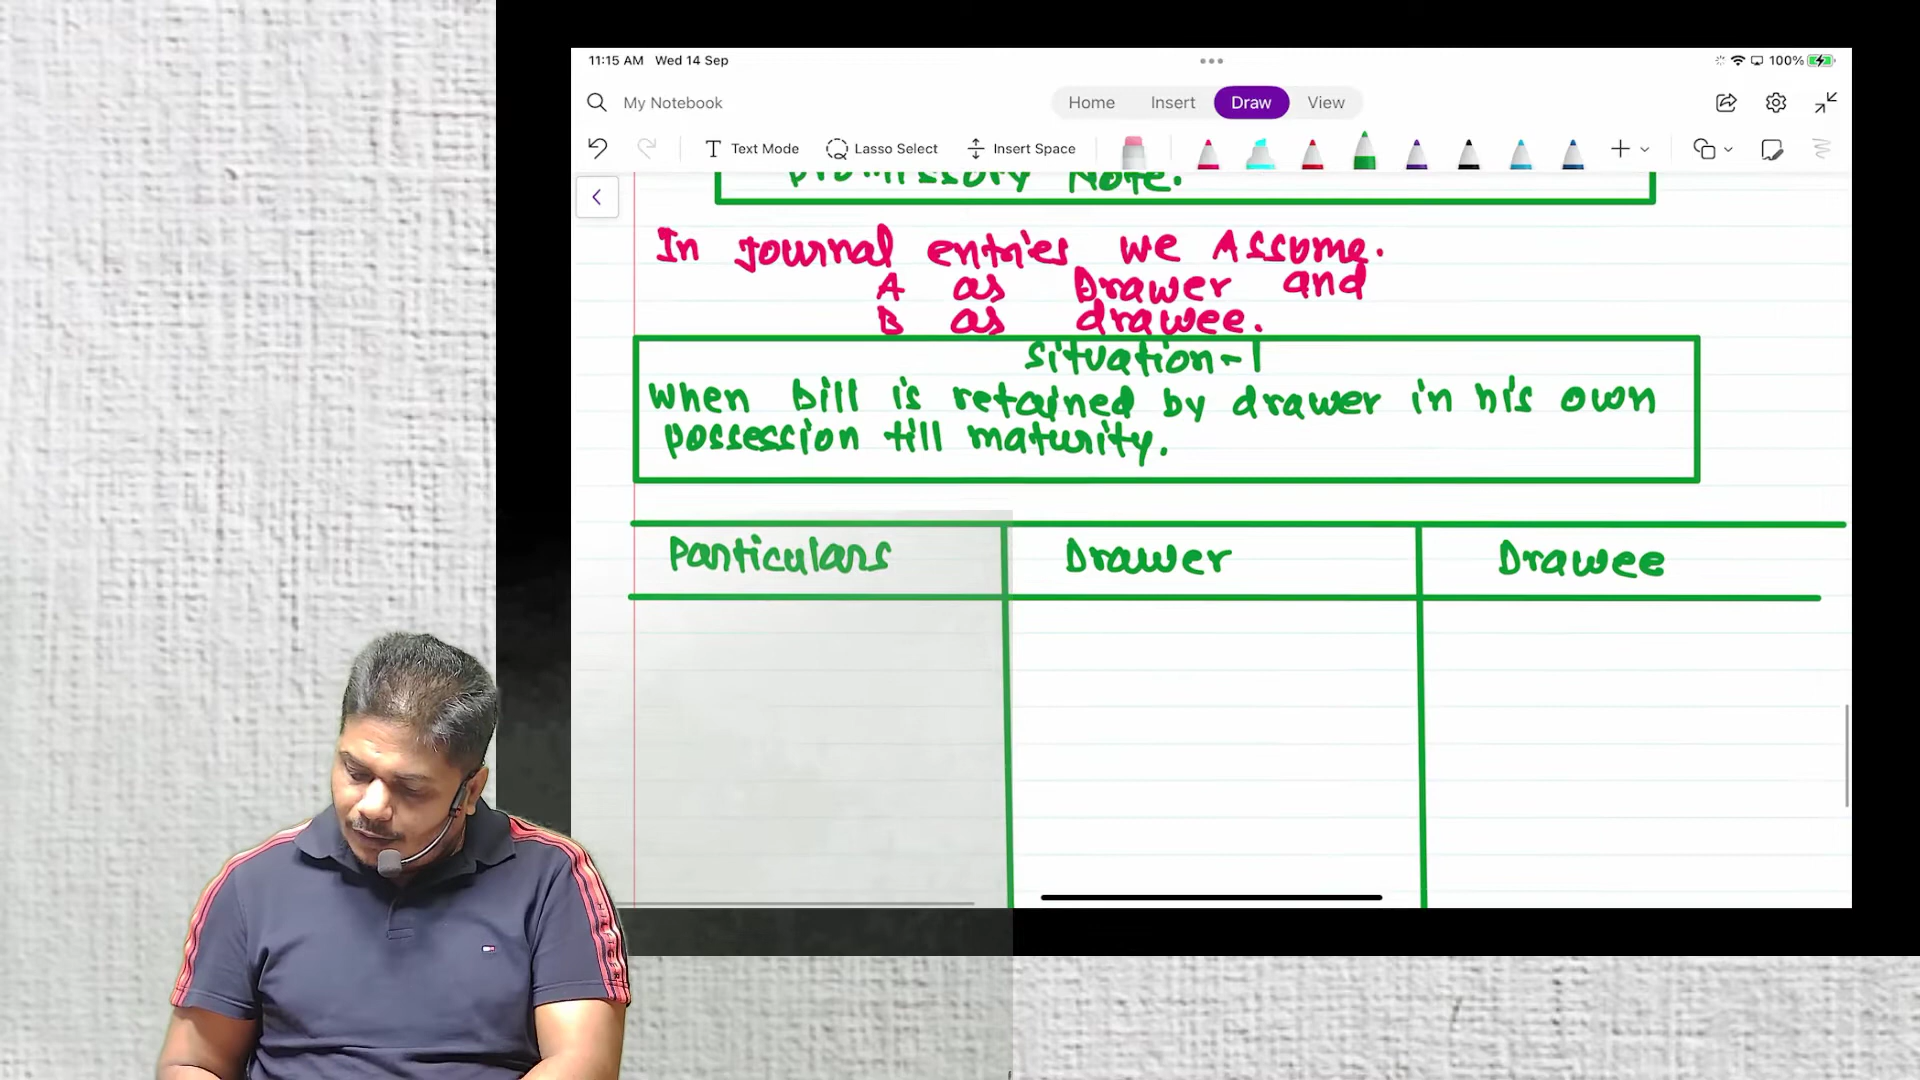 11:15 AM Wed 14 Sep
100%
My Notebook
Home Insert Draw View
Text Mode Lasso Select Insert Space
Promissory Note.
In Journal entries we Assume.
A as Drawer and
B as drawee.
Situation-1
When bill is retained by drawer in his own
possession till maturity.
Particulars Drawer Drawee